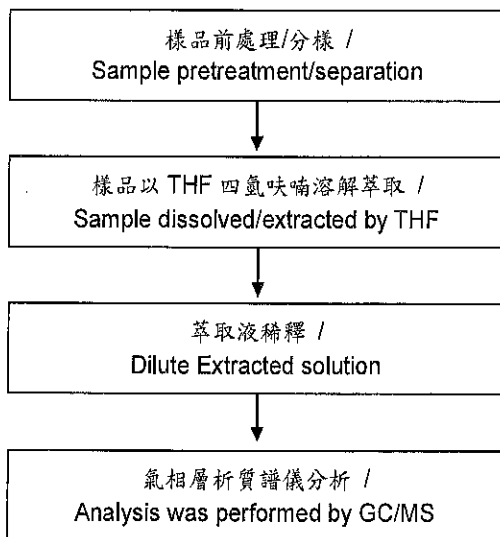 樣品前處理/分樣 /
Sample pretreatment/separation
樣品以 THF 四氫呋喃溶解萃取 /
Sample dissolved/extracted by THF
萃取液稀釋 /
Dilute Extracted solution
氣相層析質譜儀分析 /
Analysis was performed by GC/MS